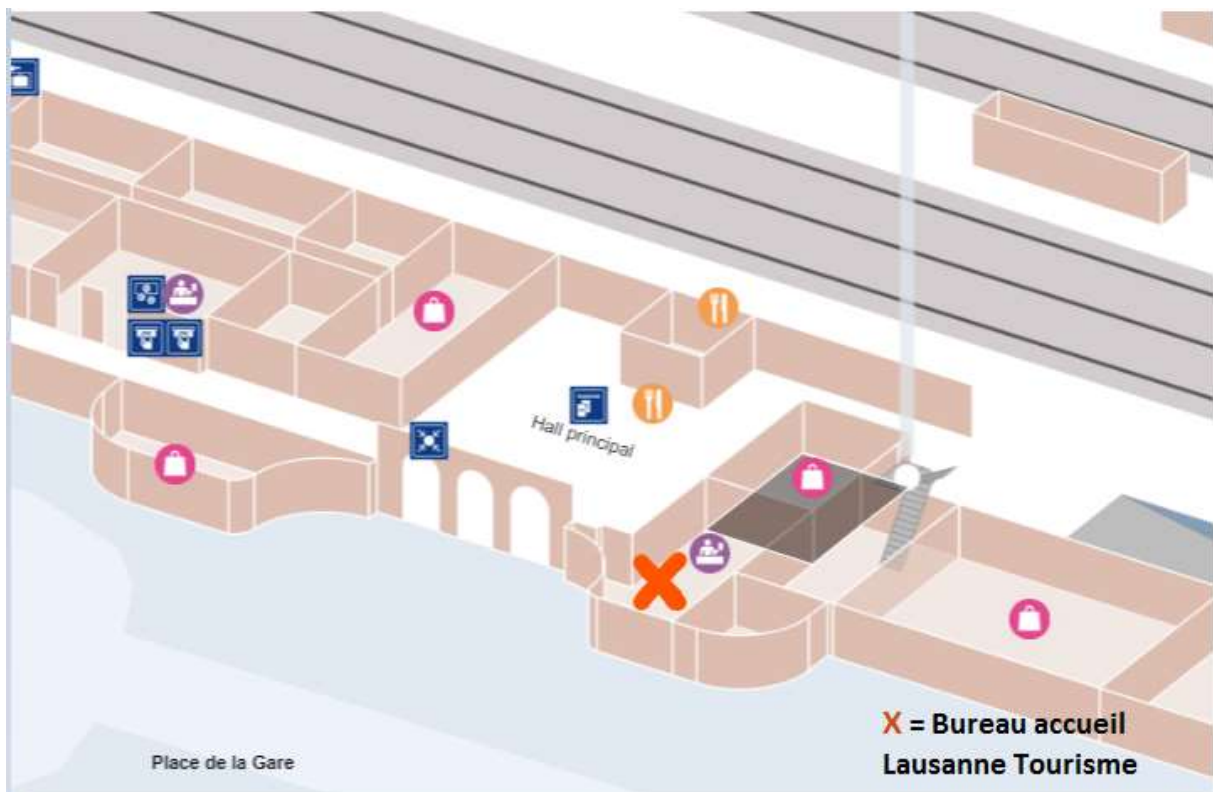 Hall principal
X = Bureau accueil
Lausanne Tourisme
Place de la Gare